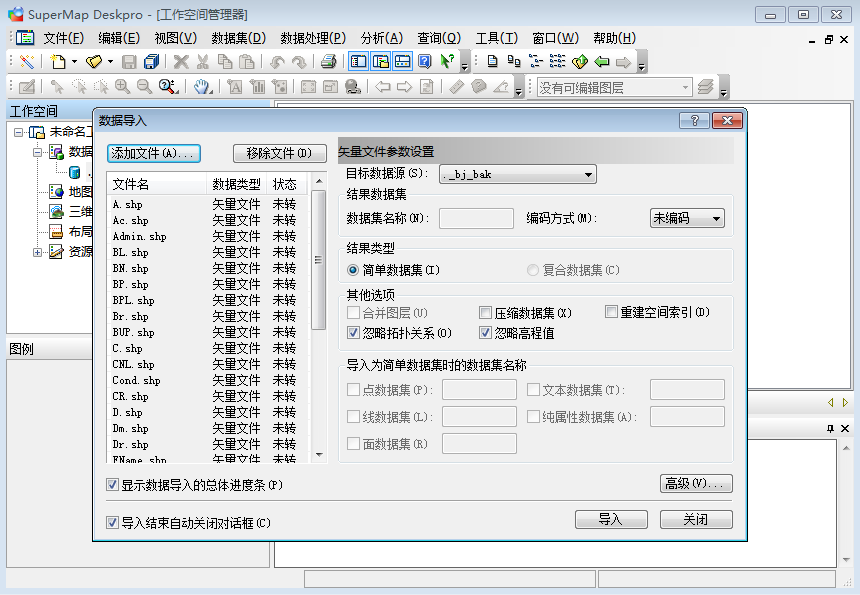 SuperMap Deskpro - [工作空间管理器]
文件(F) 编辑(E) 视图(V) 数据集(D) 数据处理(P) 分析(A) 查询(Q) 工具(T) 窗口(W) 帮助(H)
没有可编辑图层
工作空间
未命名工
数据
地图
三维
布局
资源
图例
数据导入
添加文件(A)... 移除文件(D)
文件名 数据类型 状态
A.shp 矢量文件 未转
Ac.shp 矢量文件 未转
Admin.shp 矢量文件 未转
BL.shp 矢量文件 未转
BN.shp 矢量文件 未转
BP.shp 矢量文件 未转
BPL.shp 矢量文件 未转
Br.shp 矢量文件 未转
BUP.shp 矢量文件 未转
C.shp 矢量文件 未转
CNL.shp 矢量文件 未转
Cond.shp 矢量文件 未转
CR.shp 矢量文件 未转
D.shp 矢量文件 未转
Dm.shp 矢量文件 未转
Dr.shp 矢量文件 未转
FName.shp 矢量文件 未转
矢量文件参数设置
目标数据源(S): ._bj_bak
结果数据集
数据集名称(N): 编码方式(M): 未编码
结果类型
简单数据集(I) 复合数据集(C)
其他选项
合并图层(U) 压缩数据集(X) 重建空间索引(D)
忽略拓扑关系(O) 忽略高程值
导入为简单数据集时的数据集名称
点数据集(P): 文本数据集(T):
线数据集(L): 纯属性数据集(A):
面数据集(R)
显示数据导入的总体进度条(P) 高级(V)...
导入结束自动关闭对话框(C) 导入 关闭